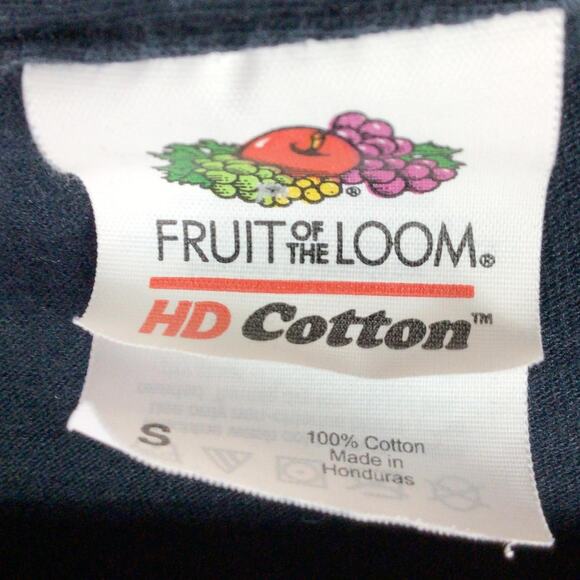 FRUIT OF THE LOOM®
HD Cotton™
S
100% Cotton
Made in
Honduras